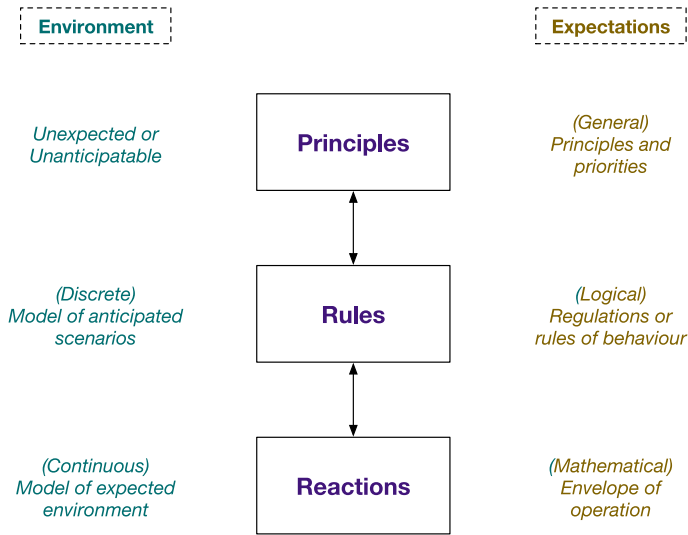 Environment
Expectations
Unexpected or
Unanticipatable
Principles
(General)
Principles and
priorities
(Discrete)
Model of anticipated
scenarios
Rules
(Logical)
Regulations or
rules of behaviour
(Continuous)
Model of expected
environment
Reactions
(Mathematical)
Envelope of
operation